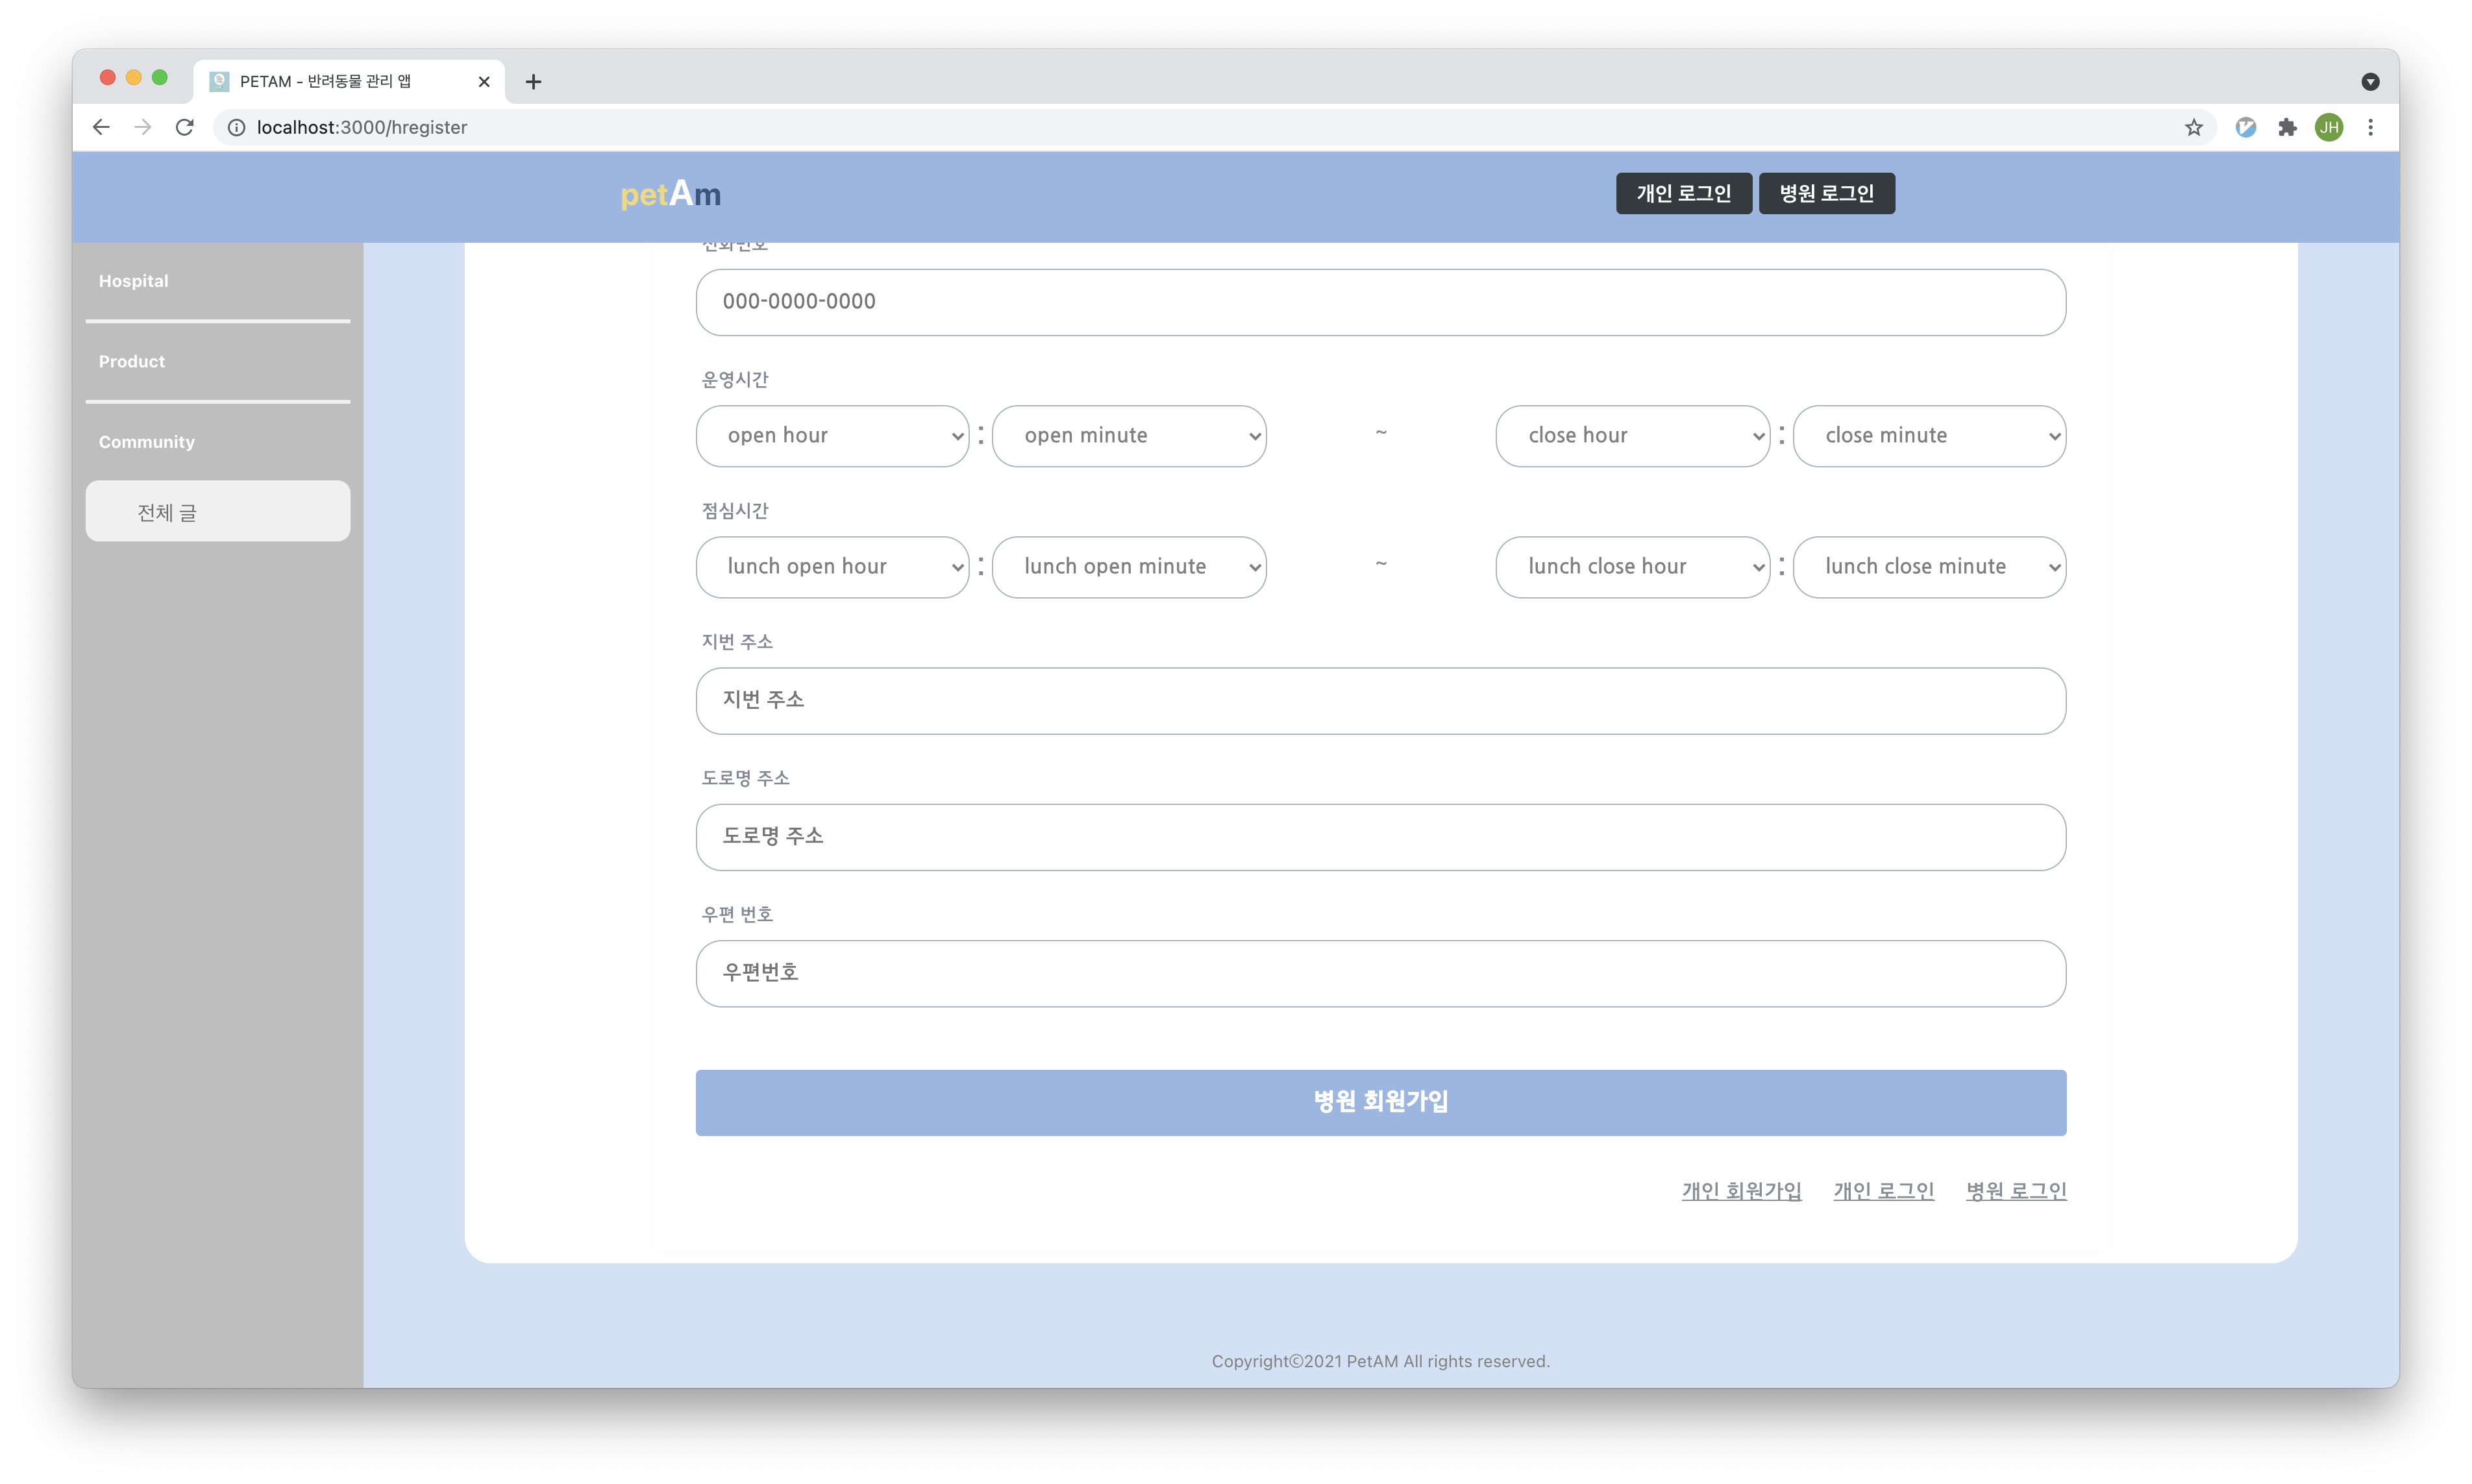 PETAM - 반려동물 관리 앱
localhost:3000/hregister
JH
petAm
개인 로그인 병원 로그인
Hospital
Product
Community
전체 글
전화번호
000-0000-0000
운영시간
open hour : open minute ~ close hour : close minute
점심시간
lunch open hour : lunch open minute ~ lunch close hour : lunch close minute
지번 주소
지번 주소
도로명 주소
도로명 주소
우편 번호
우편번호
병원 회원가입
개인 회원가입 개인 로그인 병원 로그인
Copyright©2021 PetAM All rights reserved.